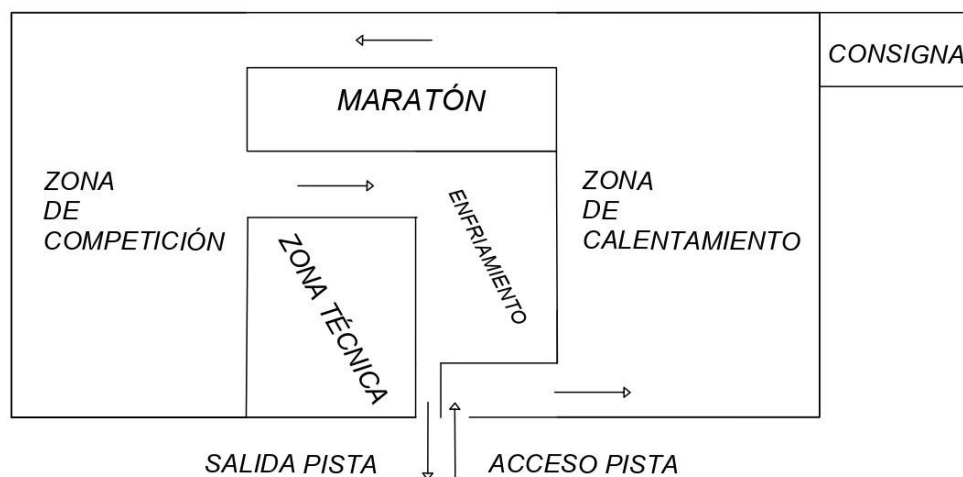 CONSIGNA
MARATÓN
ZONA
DE
COMPETICIÓN
ENFRIAMIENTO
ZONA
DE
CALENTAMIENTO
ZONA TÉCNICA
SALIDA PISTA
ACCESO PISTA